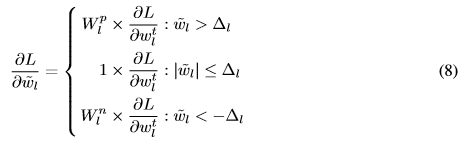 W_l^p × ∂L/∂w_l^t : w̃_l > Δ_l
∂L/∂w̃_l = { 1 × ∂L/∂w_l^t : |w̃_l| ≤ Δ_l (8)
W_l^n × ∂L/∂w_l^t : w̃_l < −Δ_l